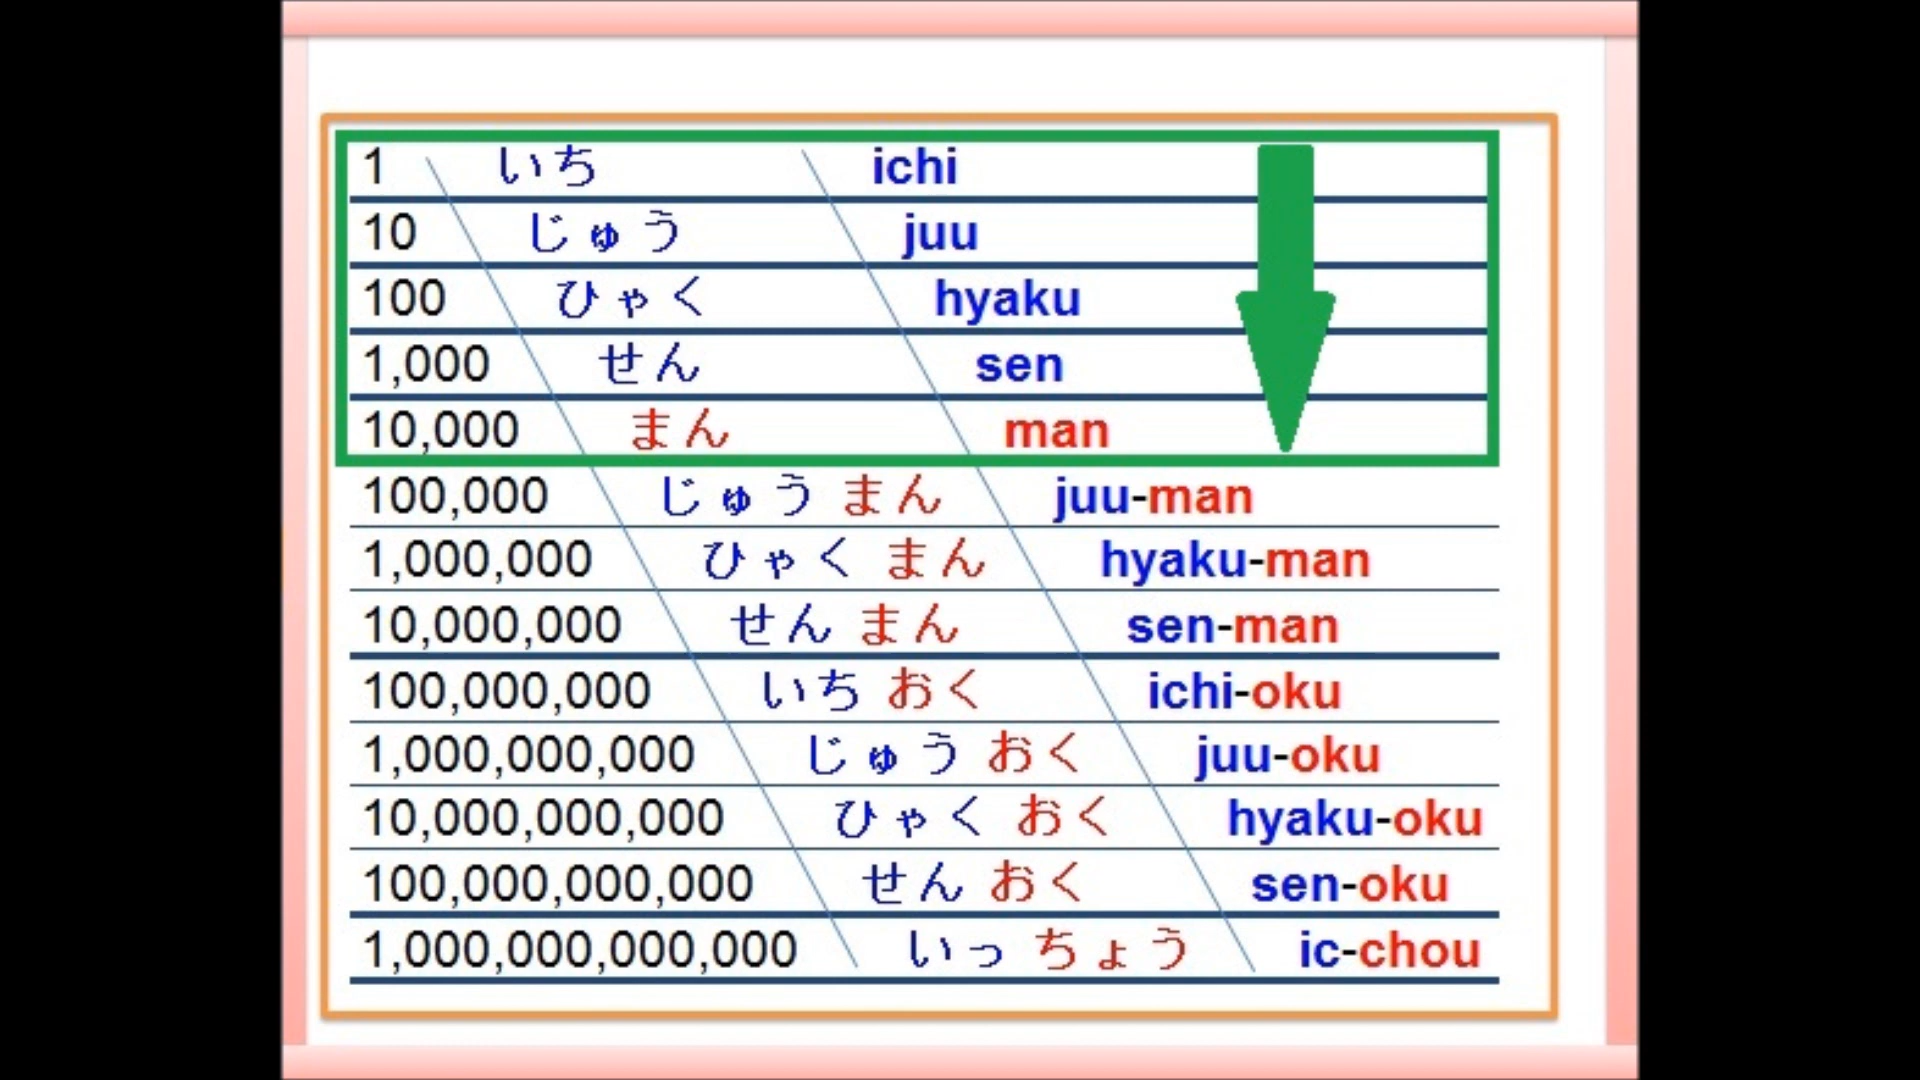 1 いち ichi
10 じゅう juu
100 ひゃく hyaku
1,000 せん sen
10,000 まん man
100,000 じゅう まん juu-man
1,000,000 ひゃく まん hyaku-man
10,000,000 せん まん sen-man
100,000,000 いち おく ichi-oku
1,000,000,000 じゅう おく juu-oku
10,000,000,000 ひゃく おく hyaku-oku
100,000,000,000 せん おく sen-oku
1,000,000,000,000 いっ ちょう ic-chou